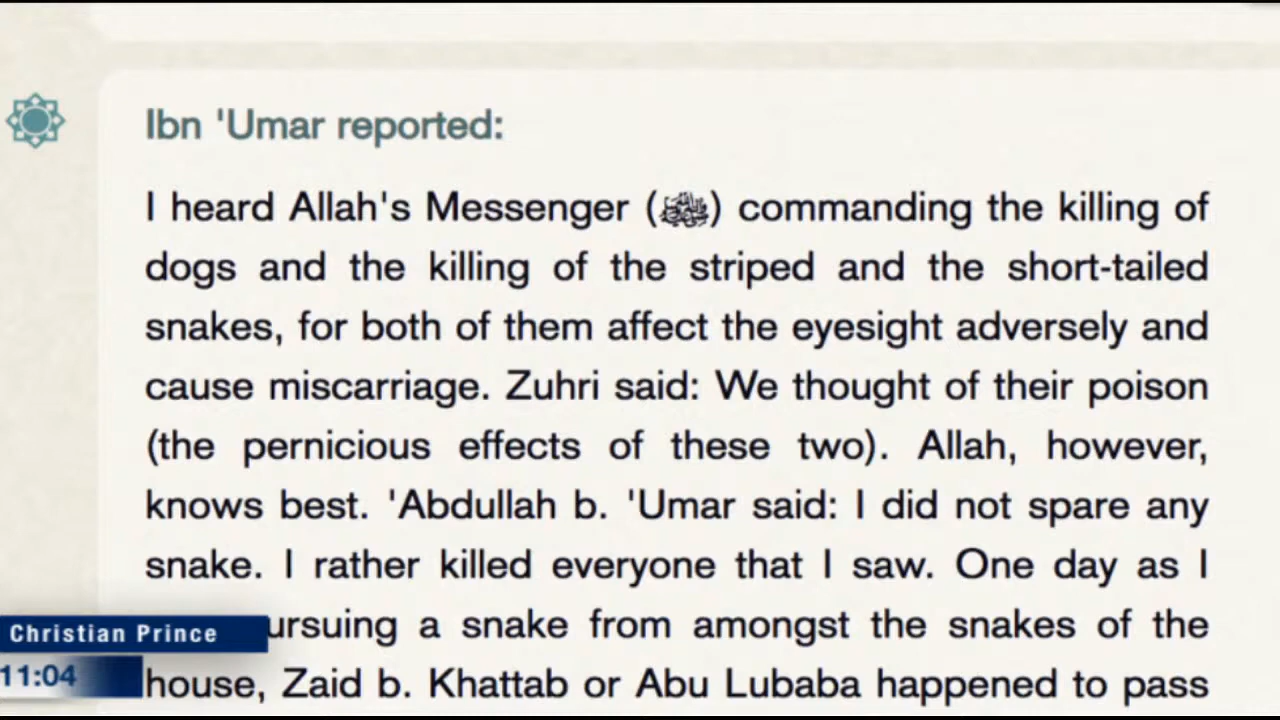 Ibn 'Umar reported:
I heard Allah's Messenger (ﷺ) commanding the killing of
dogs and the killing of the striped and the short-tailed
snakes, for both of them affect the eyesight adversely and
cause miscarriage. Zuhri said: We thought of their poison
(the pernicious effects of these two). Allah, however,
knows best. 'Abdullah b. 'Umar said: I did not spare any
snake. I rather killed everyone that I saw. One day as I
ursuing a snake from amongst the snakes of the
house, Zaid b. Khattab or Abu Lubaba happened to pass
Christian Prince
11:04